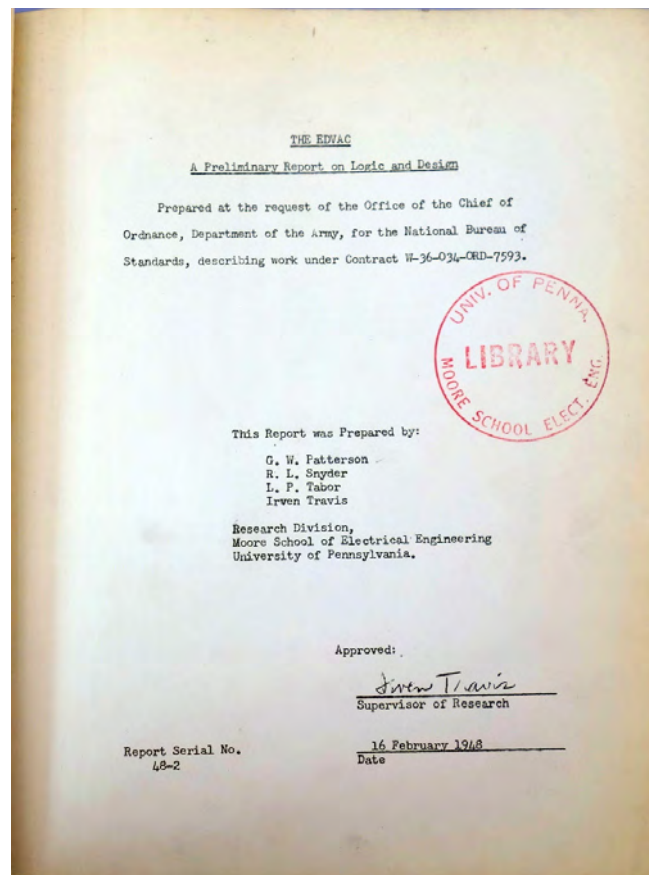 THE EDVAC
A Preliminary Report on Logic and Design
Prepared at the request of the Office of the Chief of
Ordnance, Department of the Army, for the National Bureau of
Standards, describing work under Contract W-36-034-ORD-7593.
UNIV. OF PENNA.
LIBRARY
MOORE SCHOOL ELECT. ENG.
This Report was Prepared by:
G. W. Patterson
R. L. Snyder
L. P. Tabor
Irven Travis
Research Division,
Moore School of Electrical Engineering
University of Pennsylvania.
Approved:
Irven Travis
Supervisor of Research
16 February 1948
Date
Report Serial No.
48-2